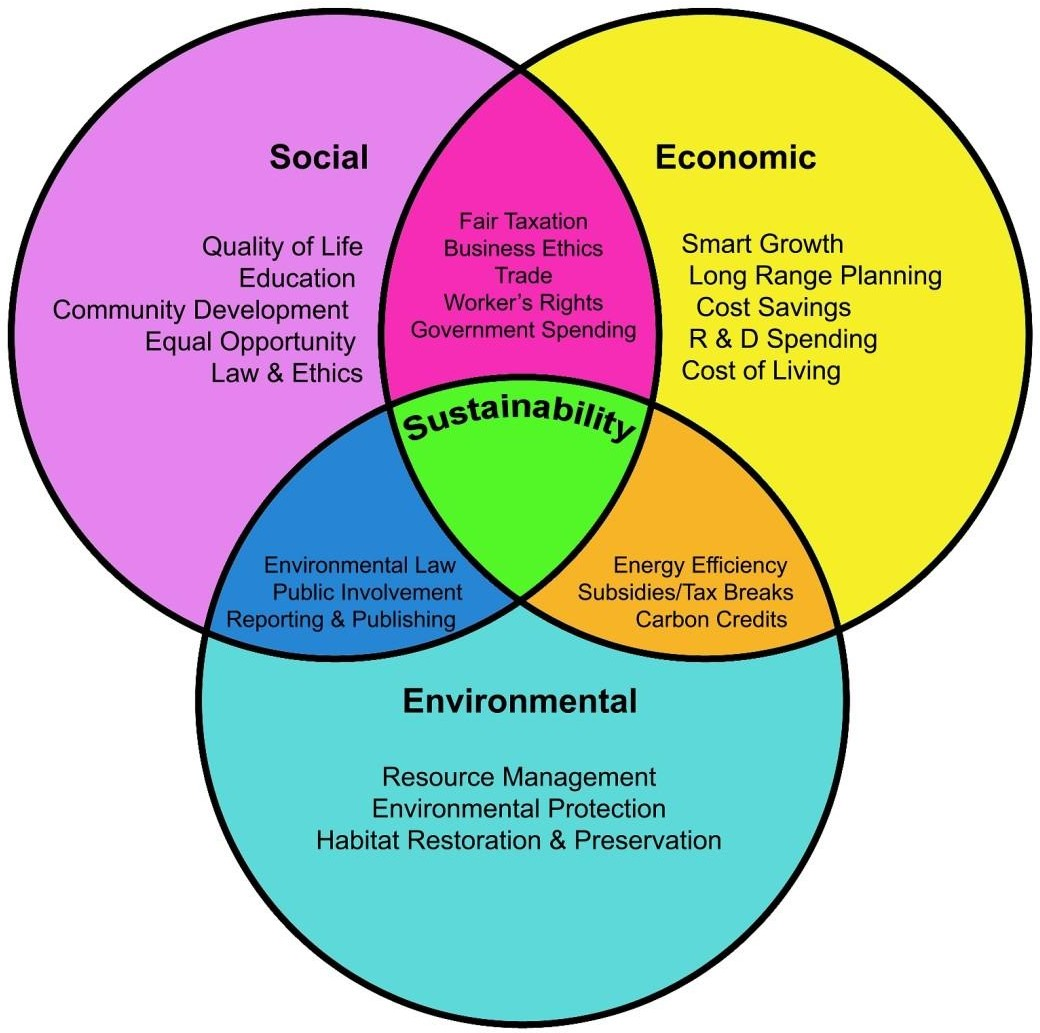 Social
Quality of Life
Education
Community Development
Equal Opportunity
Law & Ethics
Fair Taxation
Business Ethics
Trade
Worker’s Rights
Government Spending
Economic
Smart Growth
Long Range Planning
Cost Savings
R & D Spending
Cost of Living
Sustainability
Environmental Law
Public Involvement
Reporting & Publishing
Energy Efficiency
Subsidies/Tax Breaks
Carbon Credits
Environmental
Resource Management
Environmental Protection
Habitat Restoration & Preservation